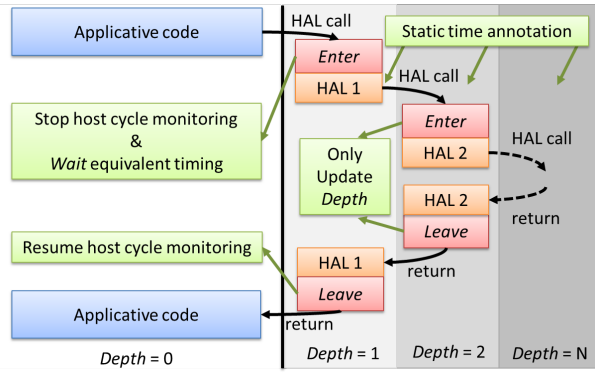 HAL call
Applicative code
Static time annotation
Enter
HAL 1
HAL call
Stop host cycle monitoring
&
Wait equivalent timing
Enter
HAL 2
HAL call
Only
Update
Depth
HAL 2
Leave
return
Resume host cycle monitoring
HAL 1
Leave
return
Applicative code
return
Depth = 0
Depth = 1
Depth = 2
Depth = N